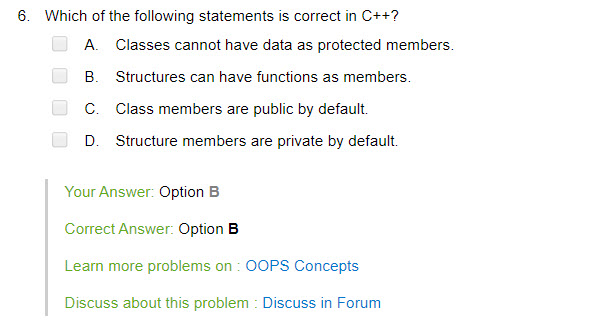 6. Which of the following statements is correct in C++?
A. Classes cannot have data as protected members.
B. Structures can have functions as members.
C. Class members are public by default.
D. Structure members are private by default.
Your Answer: Option B
Correct Answer: Option B
Learn more problems on : OOPS Concepts
Discuss about this problem : Discuss in Forum